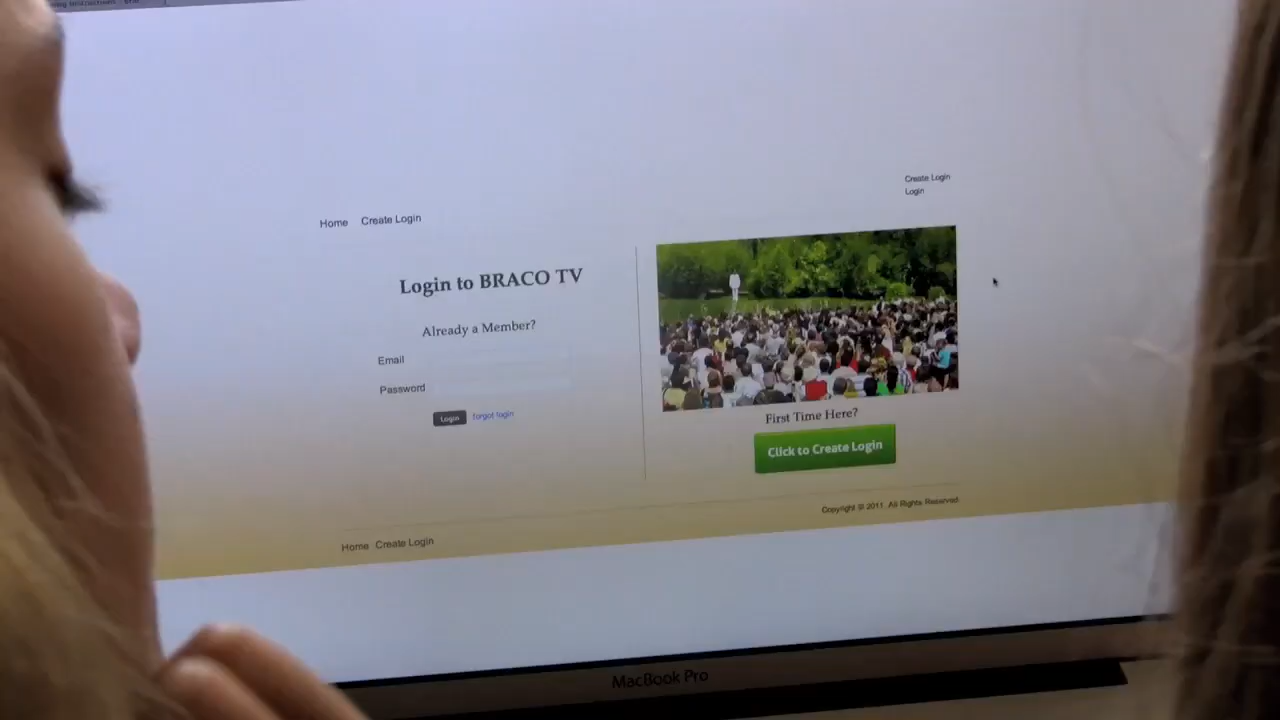 Create Login
Login
Home Create Login
Login to BRACO TV
Already a Member?
Email
Password
Login forgot login
First Time Here?
Click to Create Login
Copyright © 2011. All Rights Reserved
Home Create Login
MacBook Pro